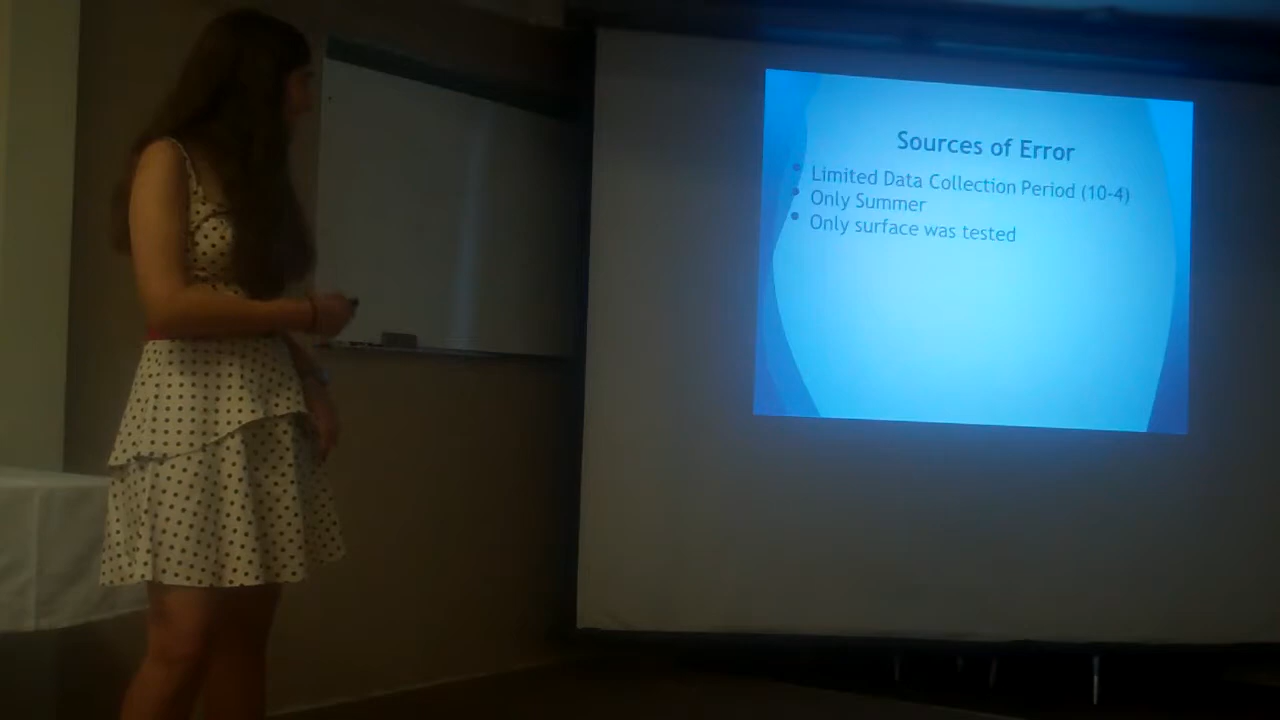 Sources of Error
• Limited Data Collection Period (10-4)
• Only Summer
• Only surface was tested